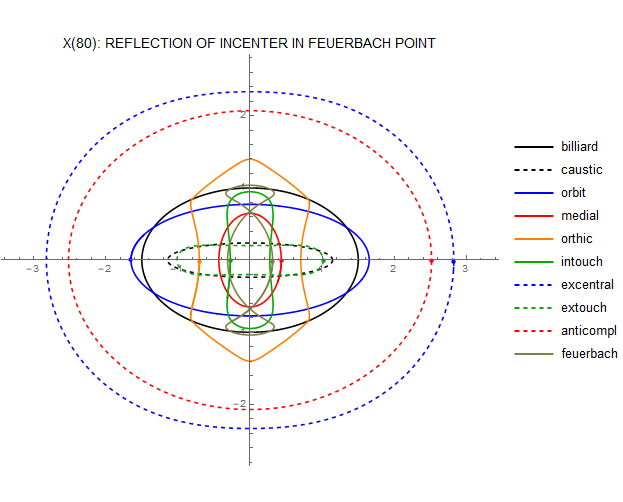 X(80): REFLECTION OF INCENTER IN FEUERBACH POINT
2
-3
-2
2
3
-2
billiard
caustic
orbit
medial
orthic
intouch
excentral
extouch
anticompl
feuerbach